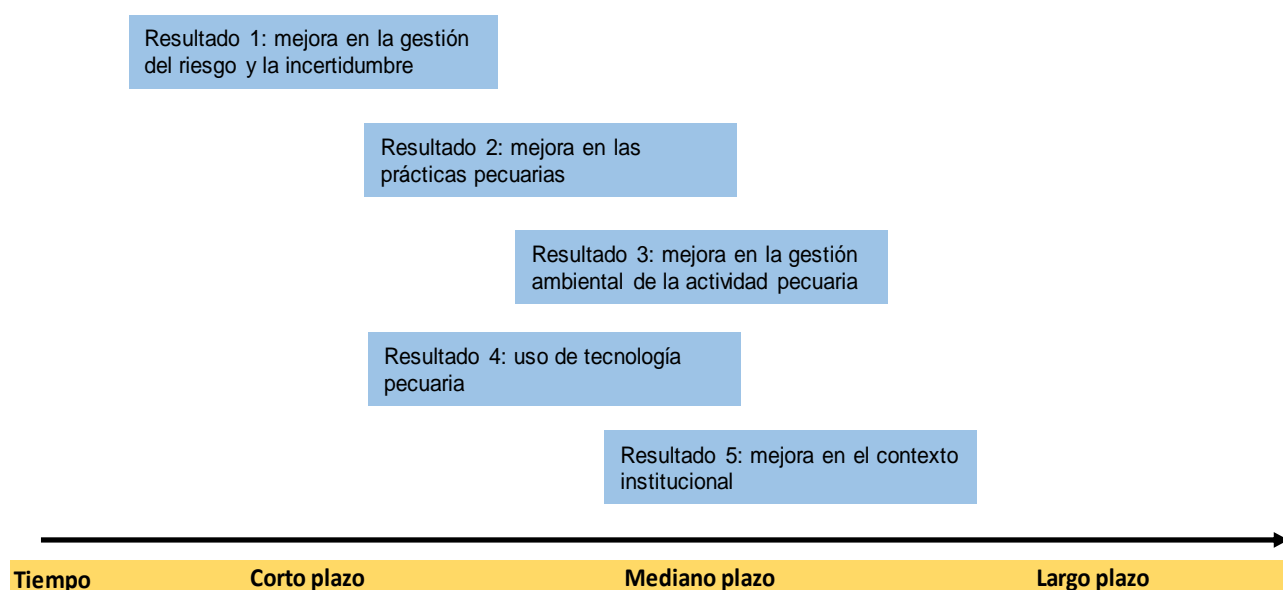 Resultado 1: mejora en la gestión
del riesgo y la incertidumbre
Resultado 2: mejora en las
prácticas pecuarias
Resultado 3: mejora en la gestión
ambiental de la actividad pecuaria
Resultado 4: uso de tecnología
pecuaria
Resultado 5: mejora en el contexto
institucional
Tiempo Corto plazo Mediano plazo Largo plazo